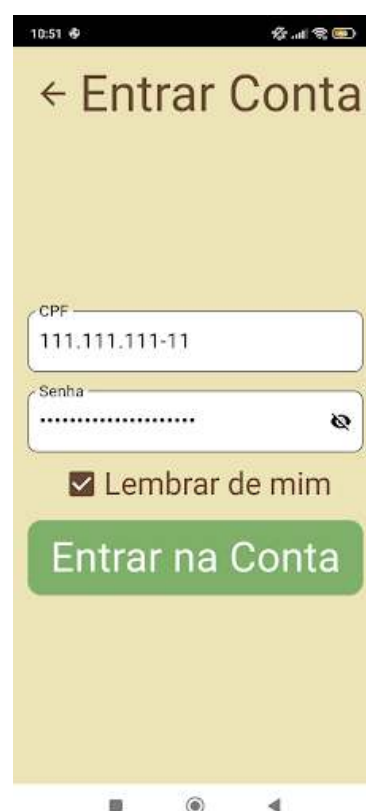 10:51
← Entrar Conta
CPF
111.111.111-11
Senha
••••••••••••••••••••
Lembrar de mim
Entrar na Conta